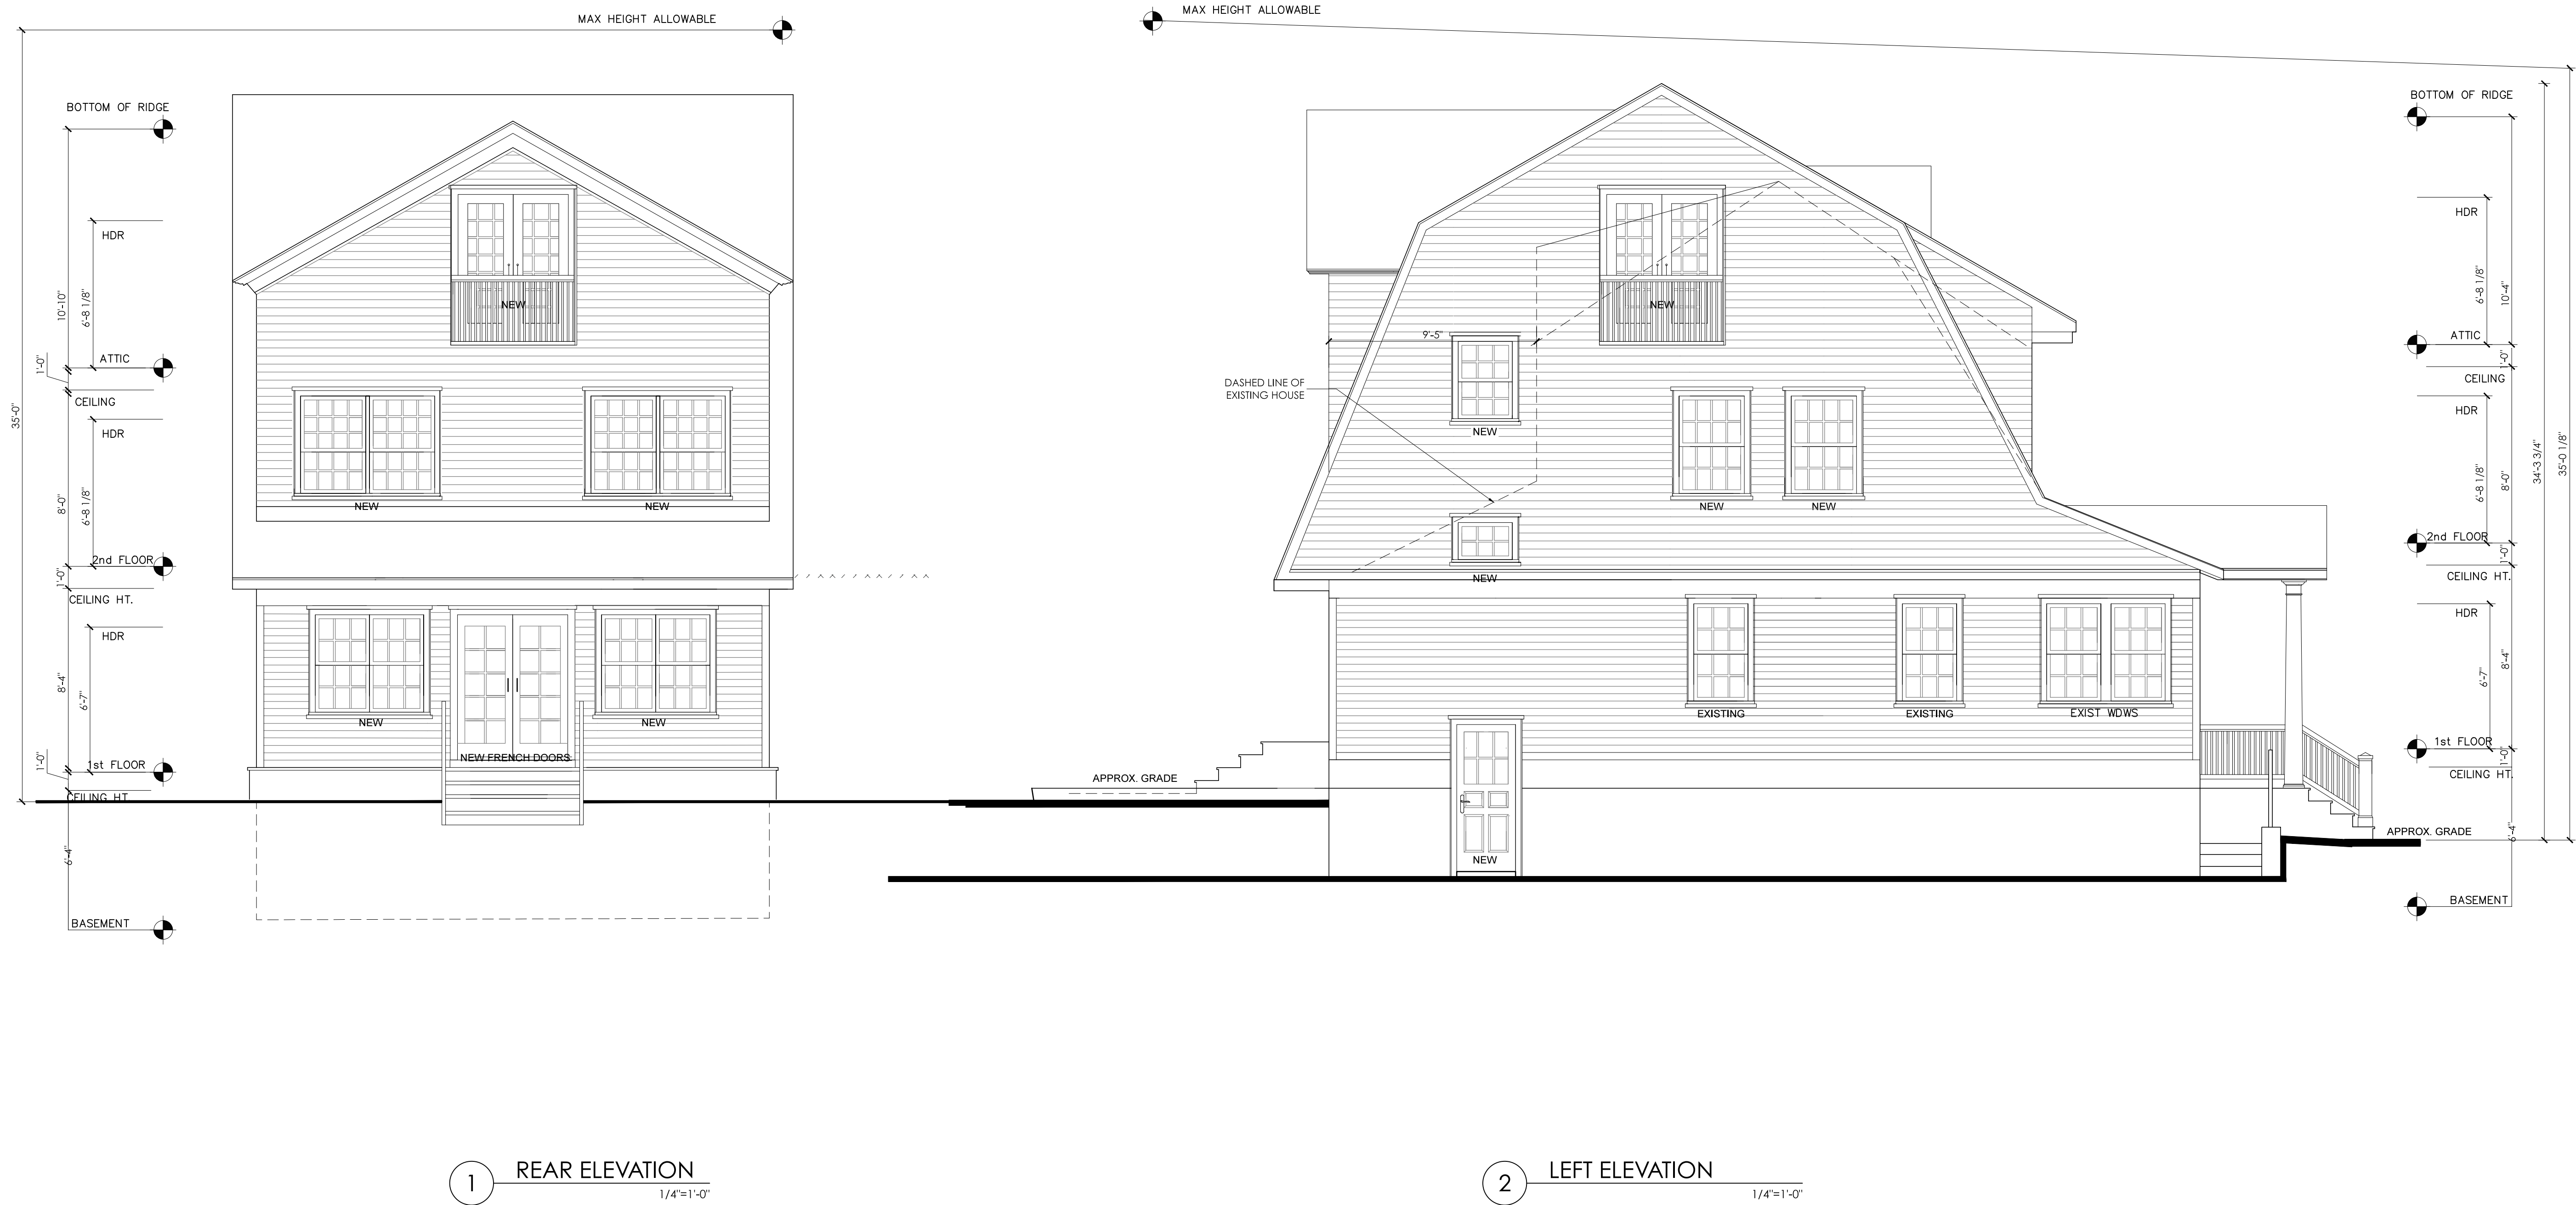 MAX HEIGHT ALLOWABLE
BOTTOM OF RIDGE
HDR
10'-10"
6'-8 1/8"
ATTIC
1'-0"
CEILING
HDR
35'-0"
8'-0"
6'-8 1/8"
2nd FLOOR
1'-0"
CEILING HT.
HDR
8'-4"
6'-7"
1st FLOOR
1'-0"
CEILING HT.
6'-4"
BASEMENT
NEW
NEW
NEW
NEW
NEW
NEW FRENCH DOORS
1
REAR ELEVATION
1/4"=1'-0"
MAX HEIGHT ALLOWABLE
NEW
9'-5"
DASHED LINE OF
EXISTING HOUSE
NEW
NEW
NEW
NEW
EXISTING
EXISTING
EXIST WDWS
APPROX. GRADE
NEW
APPROX. GRADE
BOTTOM OF RIDGE
HDR
6'-8 1/8"
10'-4"
ATTIC
1'-0"
CEILING
HDR
34'-3 3/4"
35'-0 1/8"
6'-8 1/8"
8'-0"
2nd FLOOR
1'-0"
CEILING HT.
HDR
8'-4"
6'-7"
1st FLOOR
1'-0"
CEILING HT.
6'-4"
BASEMENT
2
LEFT ELEVATION
1/4"=1'-0"